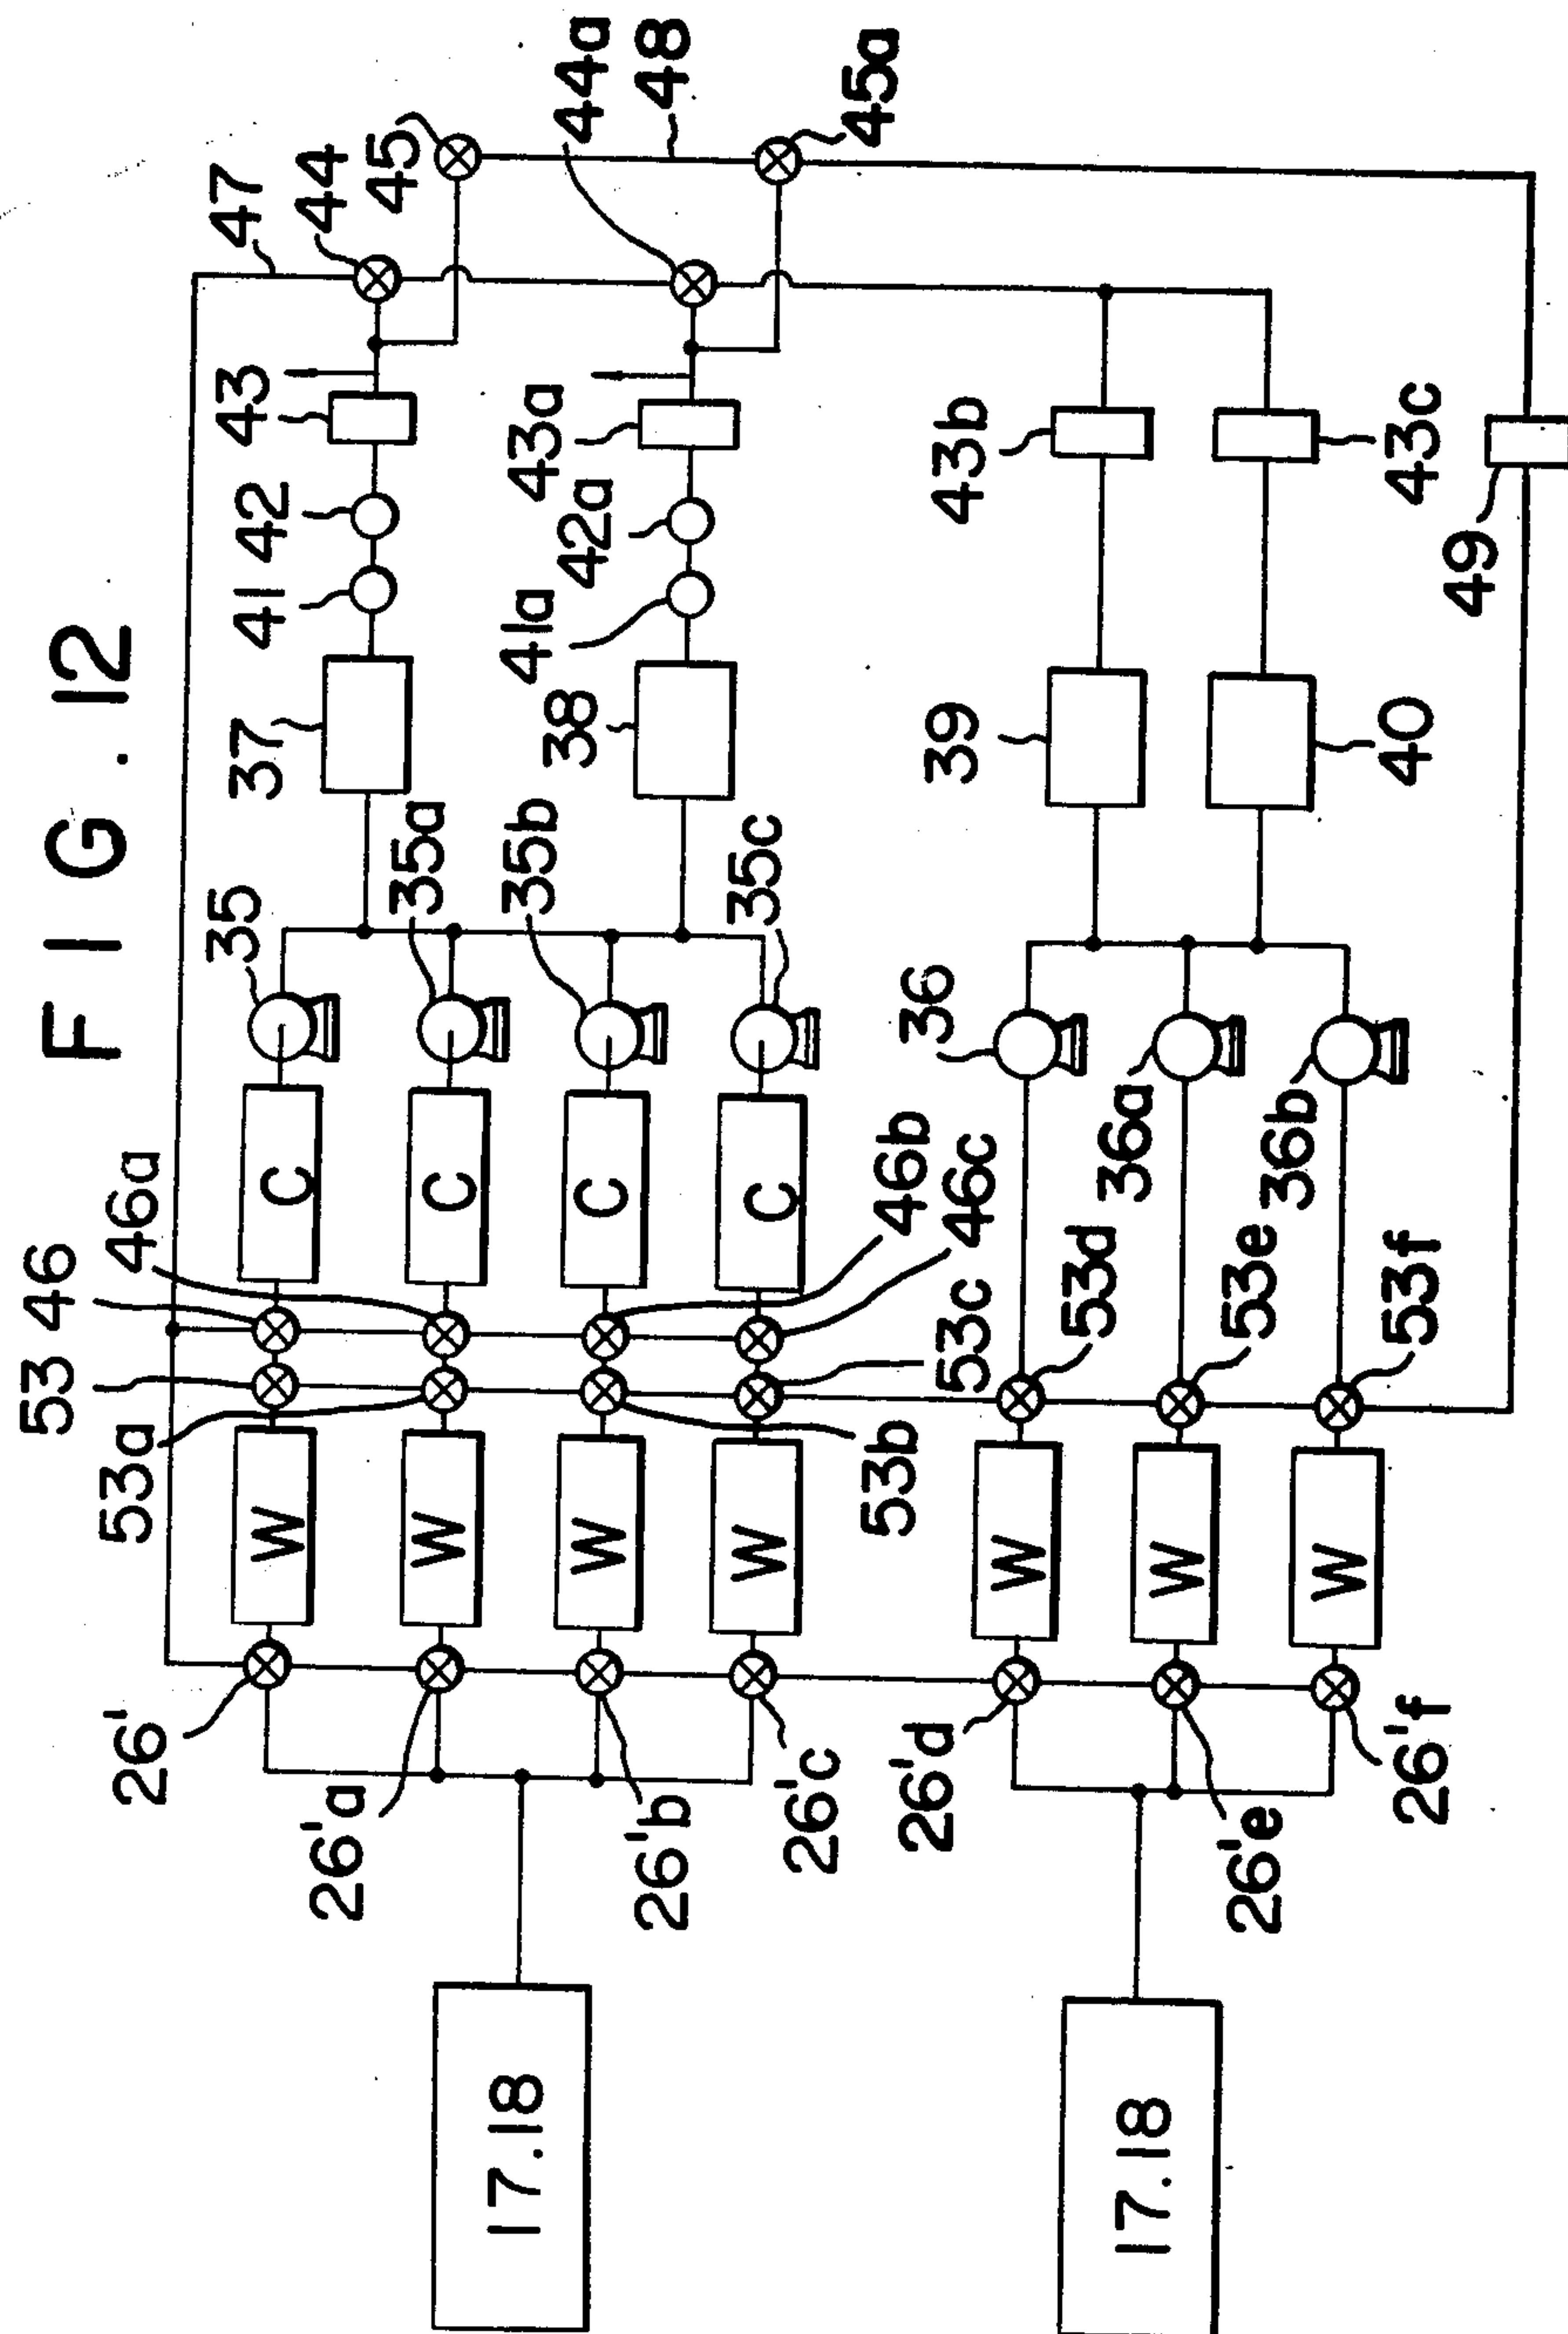 FIG. 12
47
44
45
44a
48
45a
43
42
41
37
43a
42a
41a
38
43b
43c
49
39
40
35
35a
35b
35c
36
36a
36b
46
46a
46b
46c
53
53a
53b
53c
53d
53e
53f
C
C
C
C
W
W
W
W
W
W
W
26'
26'a
26'b
26'c
26'd
26'e
26'f
17.18
17.18